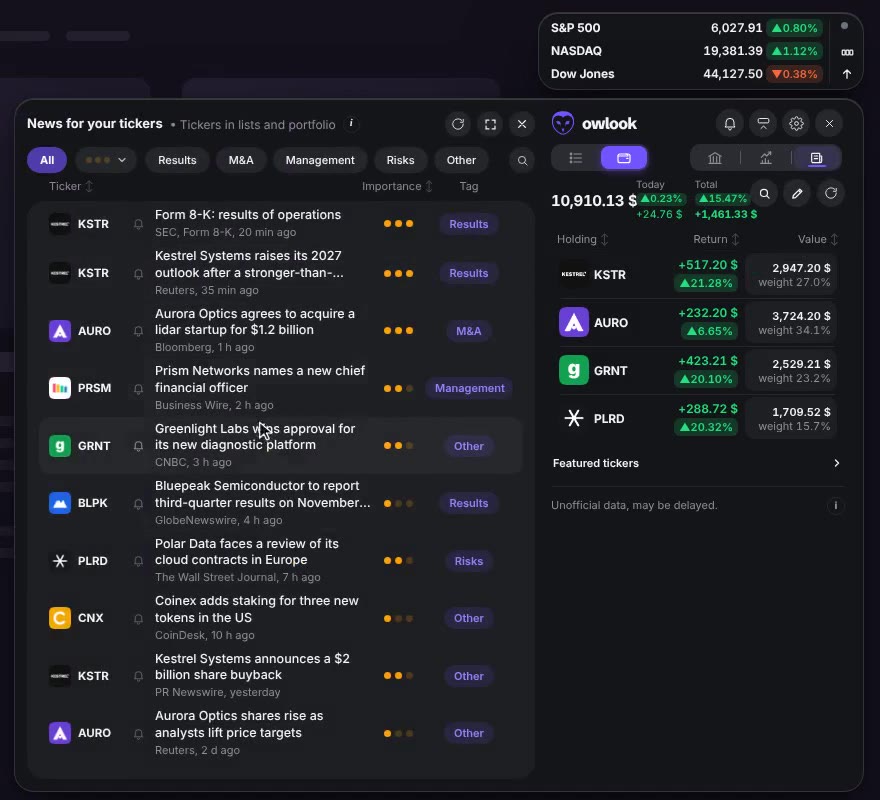 S&P 500 6,027.91 ▲0.80%
NASDAQ 19,381.39 ▲1.12%
Dow Jones 44,127.50 ▼0.38%
News for your tickers • Tickers in lists and portfolio i
All Results M&A Management Risks Other
Ticker Importance Tag
KSTR Form 8-K: results of operations Results
SEC, Form 8-K, 20 min ago
Kestrel Systems raises its 2027
KSTR outlook after a stronger-than-... Results
Reuters, 35 min ago
Aurora Optics agrees to acquire a
AURO lidar startup for $1.2 billion M&A
Bloomberg, 1 h ago
Prism Networks names a new chief
PRSM financial officer Management
Business Wire, 2 h ago
Greenlight Labs wins approval for
GRNT its new diagnostic platform Other
CNBC, 3 h ago
Bluepeak Semiconductor to report
BLPK third-quarter results on November... Results
GlobeNewswire, 4 h ago
Polar Data faces a review of its
PLRD cloud contracts in Europe Risks
The Wall Street Journal, 7 h ago
Coinex adds staking for three new
CNX tokens in the US Other
CoinDesk, 10 h ago
Kestrel Systems announces a $2
KSTR billion share buyback Other
PR Newswire, yesterday
Aurora Optics shares rise as
AURO analysts lift price targets Other
Reuters, 2 d ago
owlook
Today Total
10,910.13 $ ▲0.23% ▲15.47%
+24.76 $ +1,461.33 $
Holding Return Value
KESTREL KSTR +517.20 $ 2,947.20 $
▲21.28% weight 27.0%
AURO +232.20 $ 3,724.20 $
▲6.65% weight 34.1%
g GRNT +423.21 $ 2,529.21 $
▲20.10% weight 23.2%
PLRD +288.72 $ 1,709.52 $
▲20.32% weight 15.7%
Featured tickers
Unofficial data, may be delayed. i